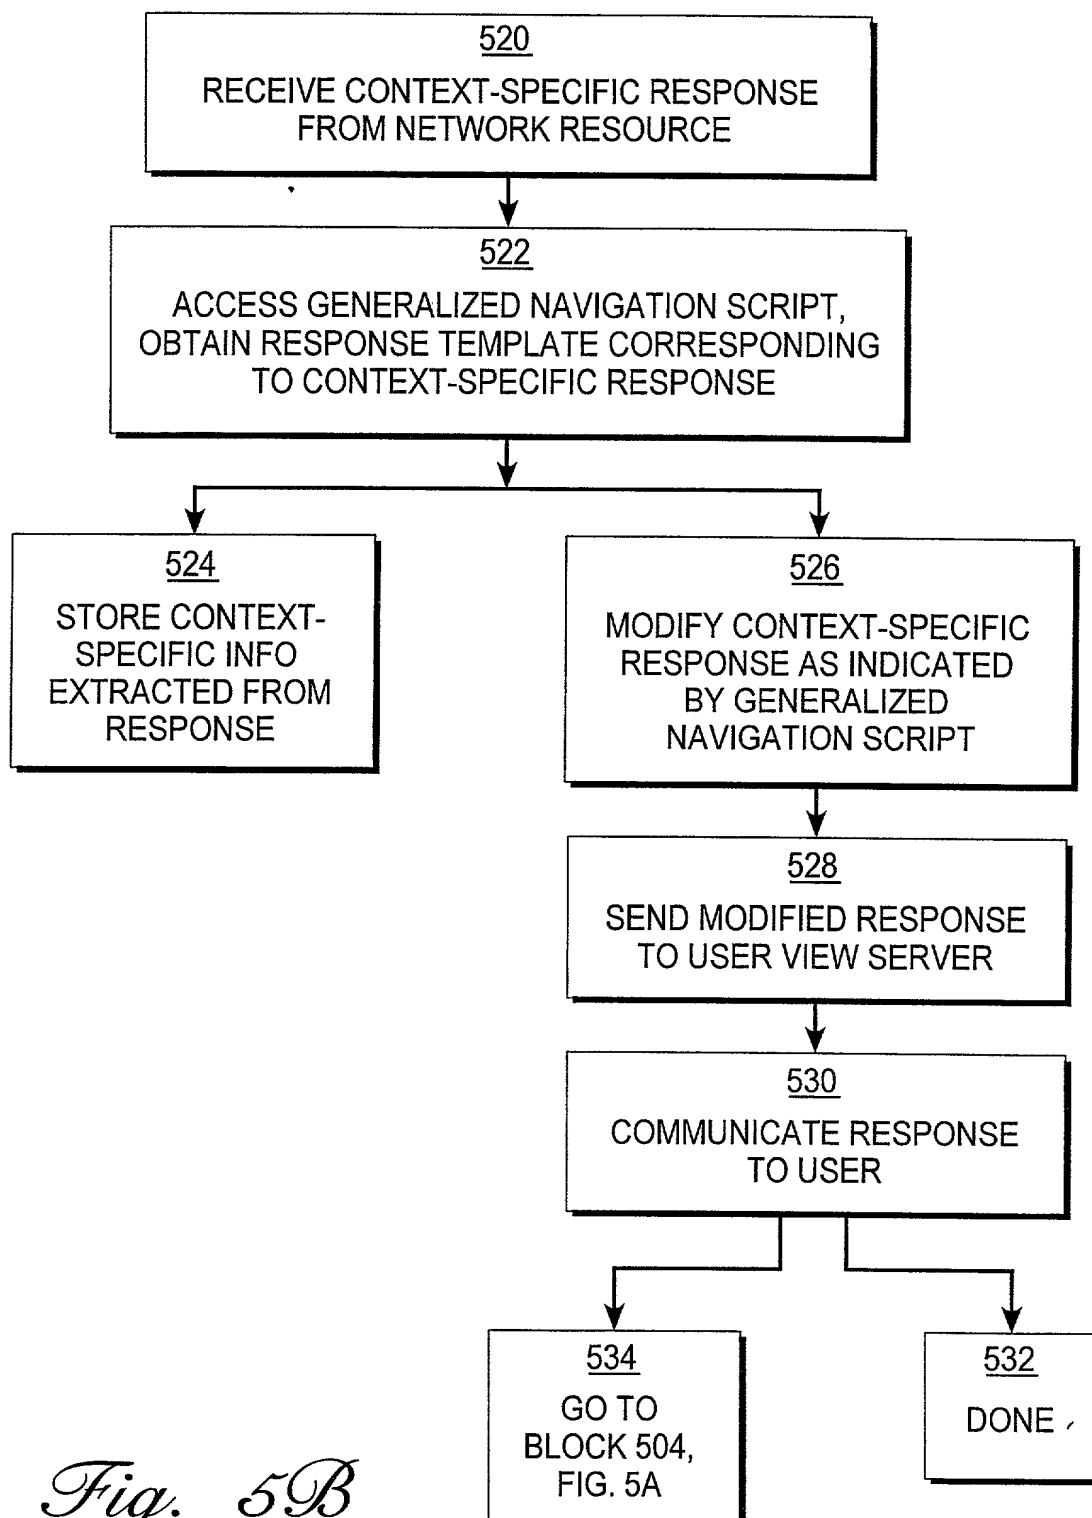 520
RECEIVE CONTEXT-SPECIFIC RESPONSE
FROM NETWORK RESOURCE
522
ACCESS GENERALIZED NAVIGATION SCRIPT,
OBTAIN RESPONSE TEMPLATE CORRESPONDING
TO CONTEXT-SPECIFIC RESPONSE
524
STORE CONTEXT-
SPECIFIC INFO
EXTRACTED FROM
RESPONSE
526
MODIFY CONTEXT-SPECIFIC
RESPONSE AS INDICATED
BY GENERALIZED
NAVIGATION SCRIPT
528
SEND MODIFIED RESPONSE
TO USER VIEW SERVER
530
COMMUNICATE RESPONSE
TO USER
534
GO TO
BLOCK 504,
FIG. 5A
532
DONE
Fig. 5B